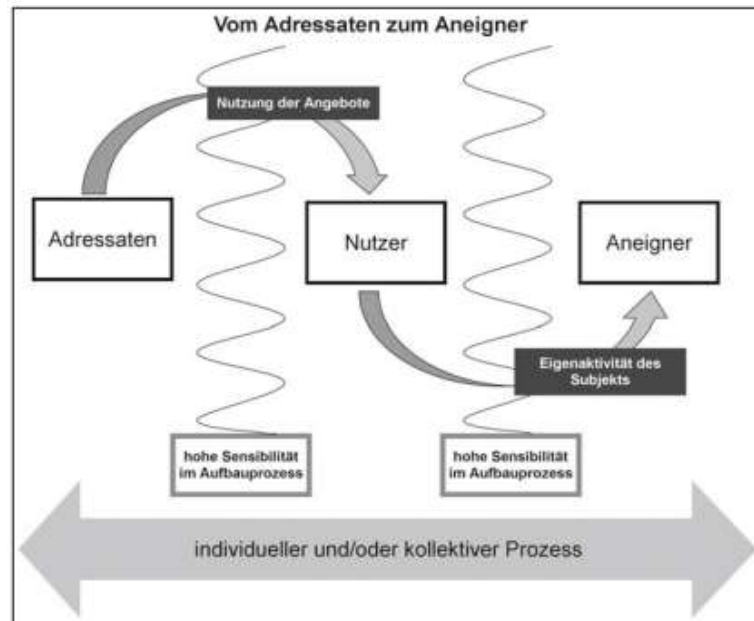 Vom Adressaten zum Aneigner
Nutzung der Angebote
Adressaten
Nutzer
Aneigner
Eigenaktivität des
Subjekts
hohe Sensibilität
im Aufbauprozess
hohe Sensibilität
im Aufbauprozess
individueller und/oder kollektiver Prozess